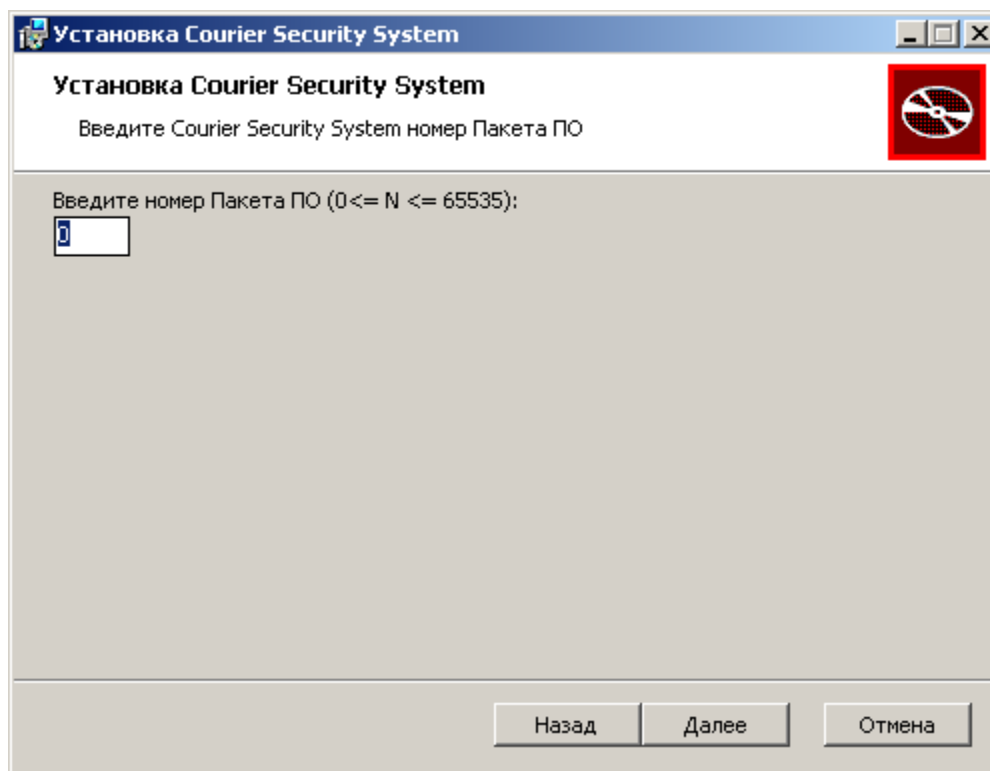 Установка Courier Security System
Установка Courier Security System
Введите Courier Security System номер Пакета ПО
Введите номер Пакета ПО (0<= N <= 65535):
0
Назад Далее Отмена